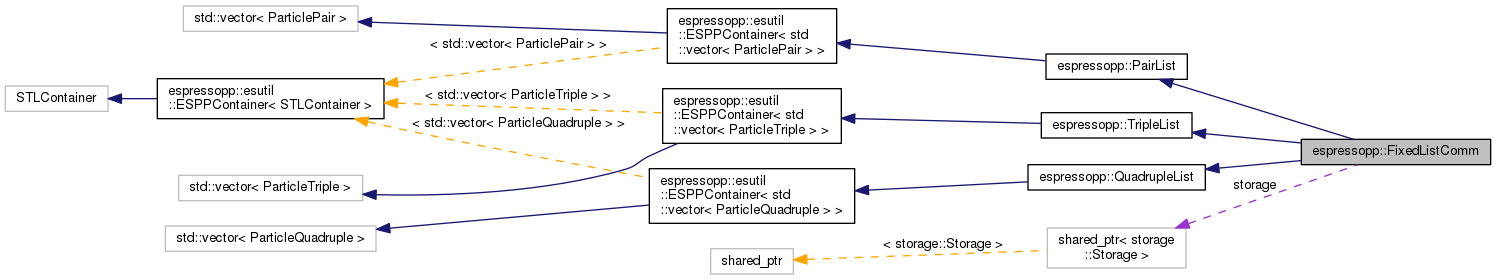 std::vector< ParticlePair >
espressopp::esutil
::ESPPContainer< std
::vector< ParticlePair > >
< std::vector< ParticlePair > >
espressopp::PairList
STLContainer
espressopp::esutil
::ESPPContainer< STLContainer >
< std::vector< ParticleTriple > >
espressopp::esutil
::ESPPContainer< std
::vector< ParticleTriple > >
espressopp::TripleList
< std::vector< ParticleQuadruple > >
espressopp::FixedListComm
std::vector< ParticleTriple >
espressopp::esutil
::ESPPContainer< std
::vector< ParticleQuadruple > >
espressopp::QuadrupleList
storage
std::vector< ParticleQuadruple >
shared_ptr
< storage::Storage >
shared_ptr< storage
::Storage >